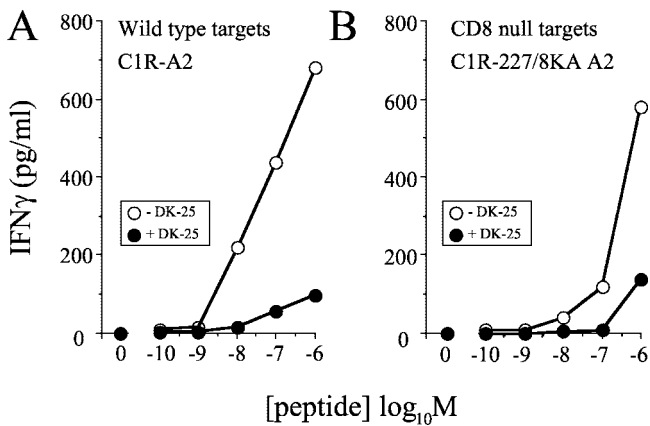 A
Wild type targets
C1R-A2
800
600
400
200
0
IFNγ (pg/ml)
- DK-25
+ DK-25
0 -10 -9 -8 -7 -6
B
CD8 null targets
C1R-227/8KA A2
800
600
400
200
0
- DK-25
+ DK-25
0 -10 -9 -8 -7 -6
[peptide] log10M